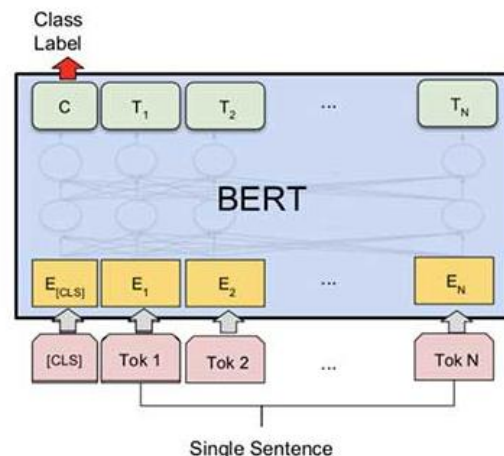 Class
Label
C T1 T2 ... TN
BERT
E[CLS] E1 E2 ... EN
[CLS] Tok 1 Tok 2 ... Tok N
Single Sentence